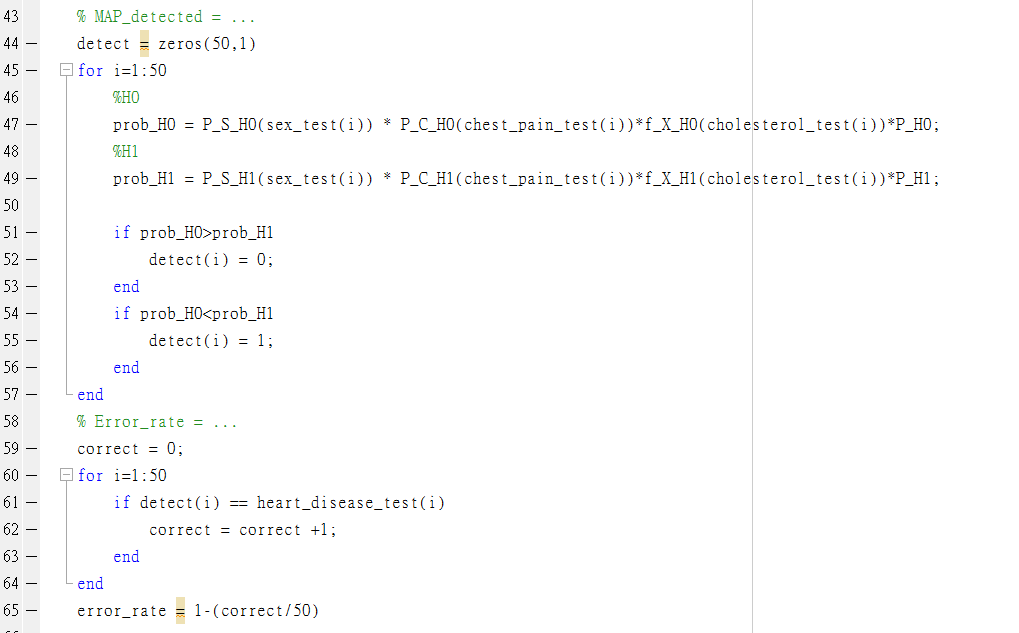 43 % MAP_detected = ...
44 — detect = zeros(50,1)
45 — for i=1:50
46 %H0
47 — prob_H0 = P_S_H0(sex_test(i)) * P_C_H0(chest_pain_test(i))*f_X_H0(cholesterol_test(i))*P_H0;
48 %H1
49 — prob_H1 = P_S_H1(sex_test(i)) * P_C_H1(chest_pain_test(i))*f_X_H1(cholesterol_test(i))*P_H1;
50
51 — if prob_H0>prob_H1
52 — detect(i) = 0;
53 — end
54 — if prob_H0<prob_H1
55 — detect(i) = 1;
56 — end
57 — end
58 % Error_rate = ...
59 — correct = 0;
60 — for i=1:50
61 — if detect(i) == heart_disease_test(i)
62 — correct = correct +1;
63 — end
64 — end
65 — error_rate = 1-(correct/50)